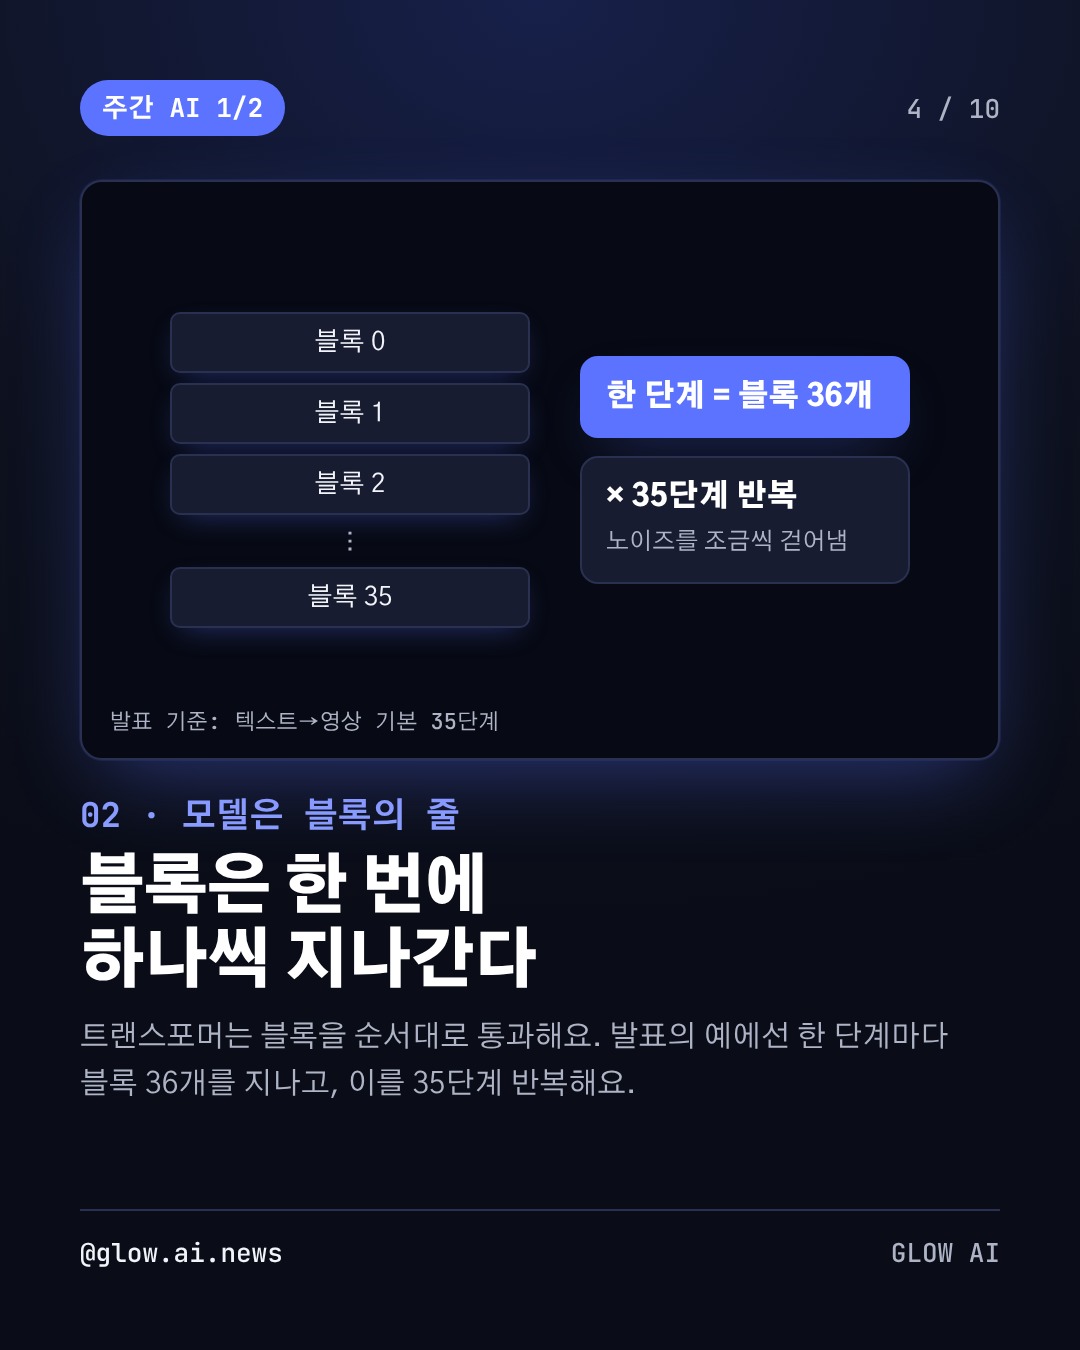 주간 AI 1/2
4 / 10
블록 0
블록 1
블록 2
⋮
블록 35
한 단계 = 블록 36개
× 35단계 반복
노이즈를 조금씩 걷어냄
발표 기준: 텍스트→영상 기본 35단계
02 · 모델은 블록의 줄
블록은 한 번에
하나씩 지나간다
트랜스포머는 블록을 순서대로 통과해요. 발표의 예에선 한 단계마다
블록 36개를 지나고, 이를 35단계 반복해요.
@glow.ai.news
GLOW AI